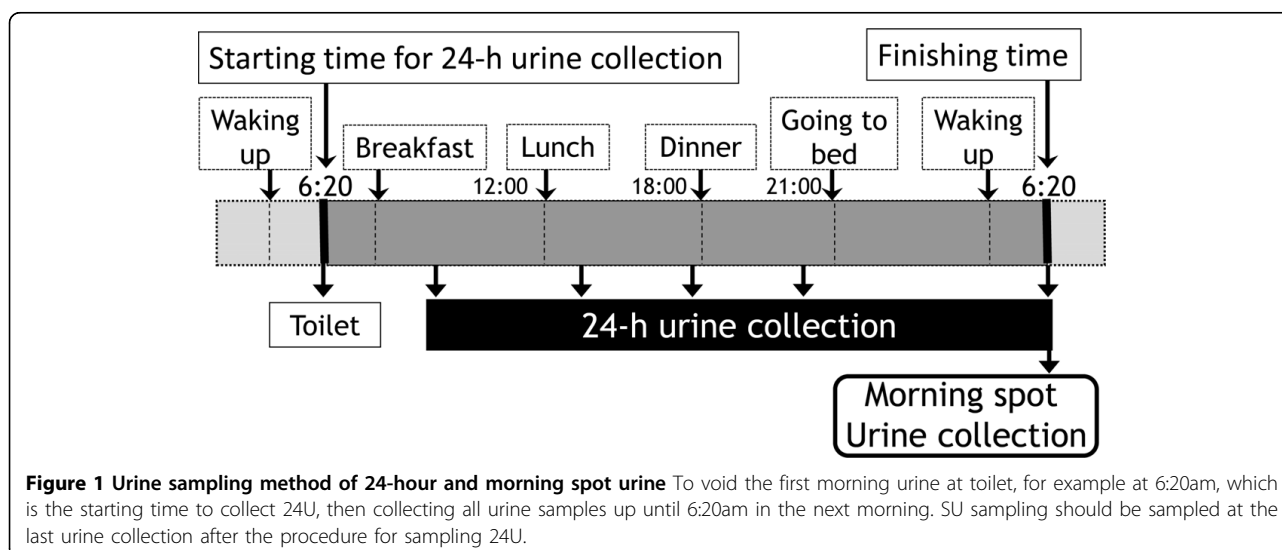 Starting time for 24-h urine collection
Finishing time
Waking
up
Breakfast
Lunch
Dinner
Going to
bed
Waking
up
6:20
12:00
18:00
21:00
6:20
Toilet
24-h urine collection
Morning spot
Urine collection
Figure 1 Urine sampling method of 24-hour and morning spot urine To void the first morning urine at toilet, for example at 6:20am, which
is the starting time to collect 24U, then collecting all urine samples up until 6:20am in the next morning. SU sampling should be sampled at the
last urine collection after the procedure for sampling 24U.